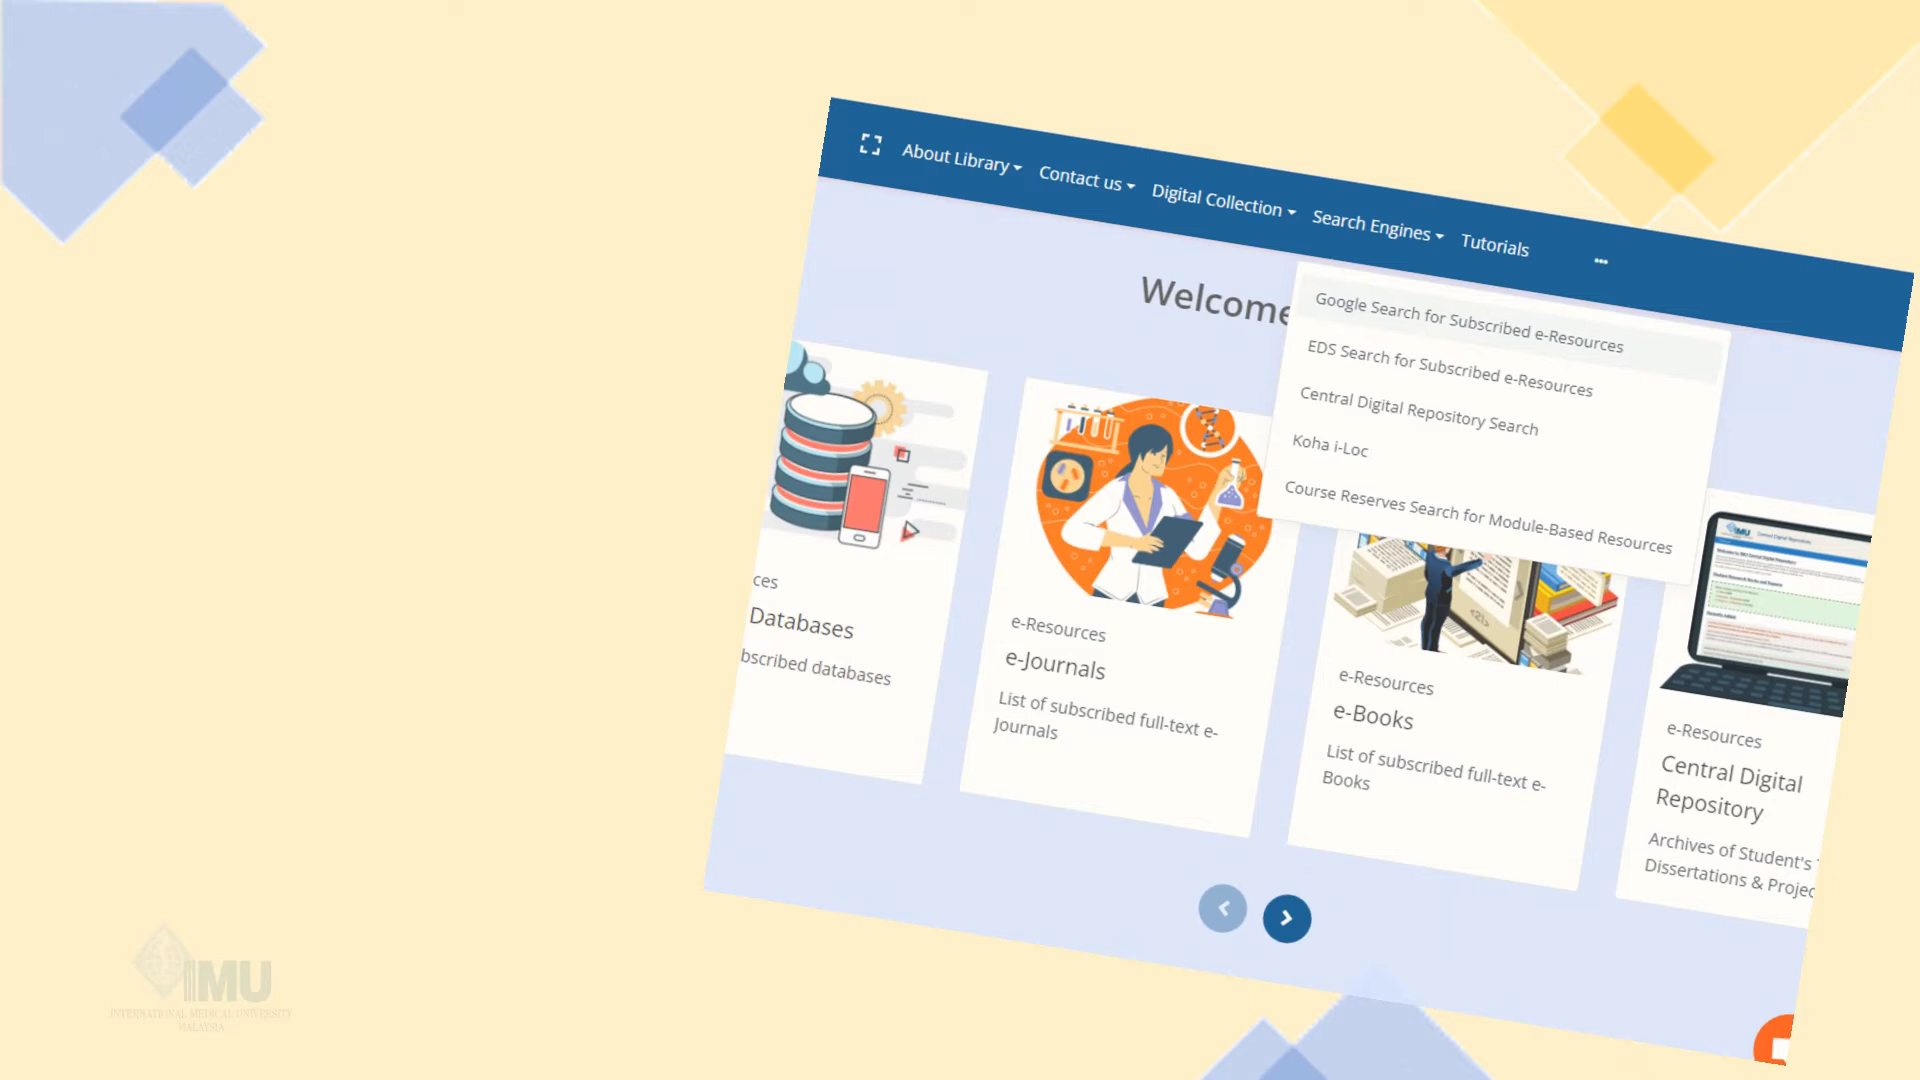 About Library
Contact us
Digital Collection
Search Engines
Tutorials
Welcome
Google Search for Subscribed e-Resources
EDS Search for Subscribed e-Resources
Central Digital Repository Search
Koha i-Loc
Course Reserves Search for Module-Based Resources
ces
Databases
bscribed databases
e-Resources
e-Journals
List of subscribed full-text e-
Journals
e-Resources
e-Books
List of subscribed full-text e-
Books
e-Resources
Central Digital
Repository
Archives of Student's
Dissertations & Projec
IMU
INTERNATIONAL MEDICAL UNIVERSITY
MALAYSIA